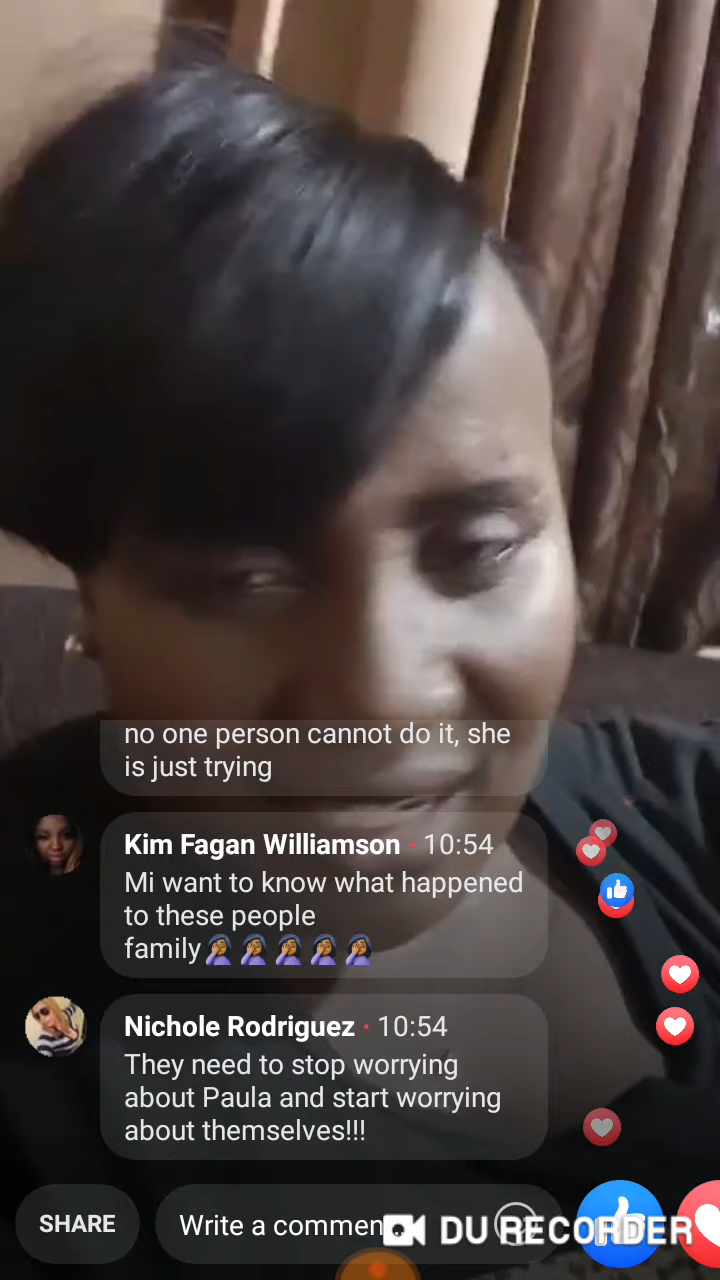 no one person cannot do it, she
is just trying
Kim Fagan Williamson • 10:54
Mi want to know what happened
to these people
family🤦🏾‍♀️🤦🏾‍♀️🤦🏾‍♀️🤦🏾‍♀️🤦🏾‍♀️
Nichole Rodriguez • 10:54
They need to stop worrying
about Paula and start worrying
about themselves!!!
SHARE
Write a commen
DU RECORDER